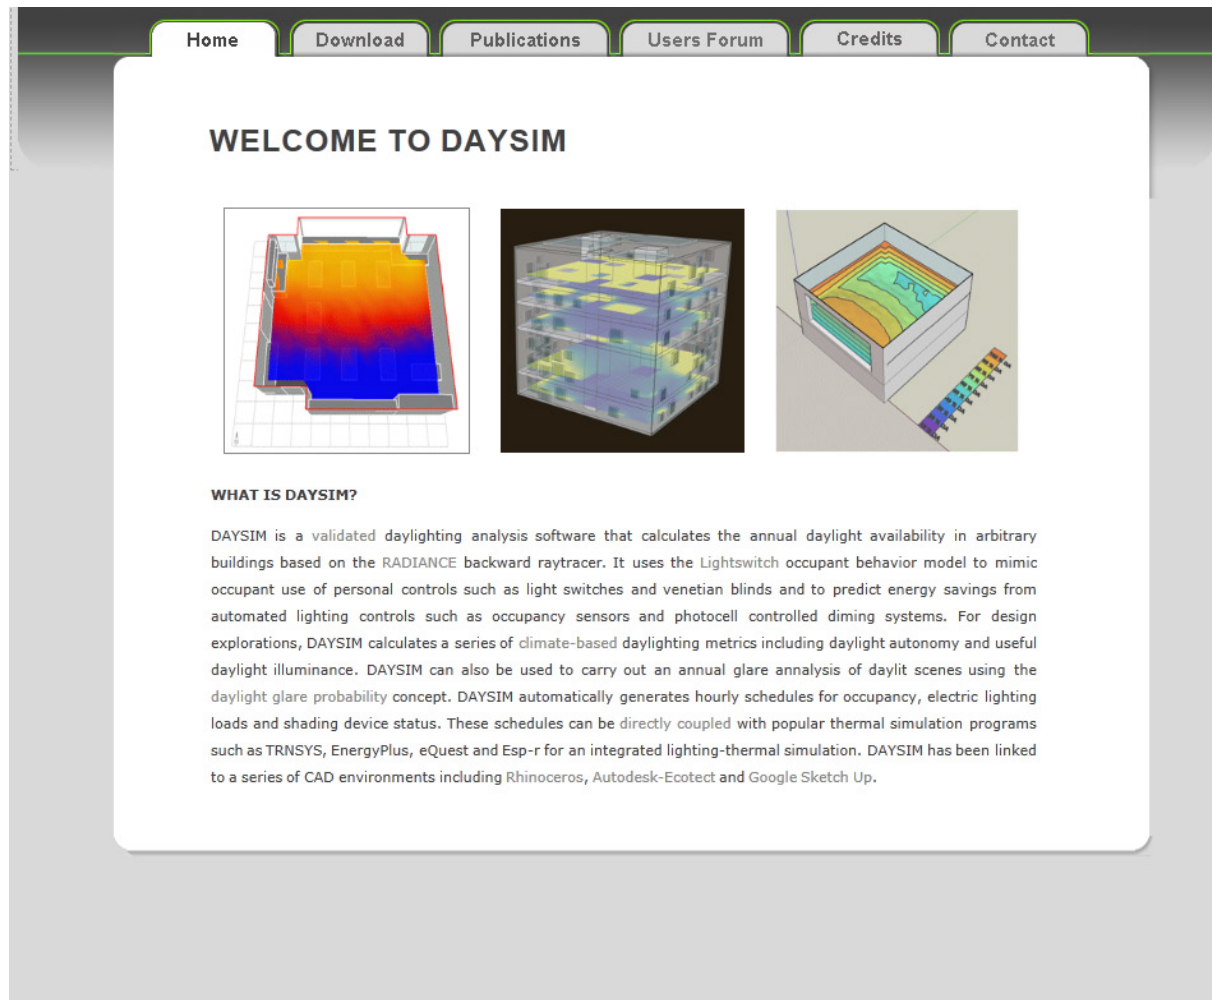 Home Download Publications Users Forum Credits Contact
WELCOME TO DAYSIM
WHAT IS DAYSIM?
DAYSIM is a validated daylighting analysis software that calculates the annual daylight availability in arbitrary
buildings based on the RADIANCE backward raytracer. It uses the Lightswitch occupant behavior model to mimic
occupant use of personal controls such as light switches and venetian blinds and to predict energy savings from
automated lighting controls such as occupancy sensors and photocell controlled diming systems. For design
explorations, DAYSIM calculates a series of climate-based daylighting metrics including daylight autonomy and useful
daylight illuminance. DAYSIM can also be used to carry out an annual glare annalysis of daylit scenes using the
daylight glare probability concept. DAYSIM automatically generates hourly schedules for occupancy, electric lighting
loads and shading device status. These schedules can be directly coupled with popular thermal simulation programs
such as TRNSYS, EnergyPlus, eQuest and Esp-r for an integrated lighting-thermal simulation. DAYSIM has been linked
to a series of CAD environments including Rhinoceros, Autodesk-Ecotect and Google Sketch Up.